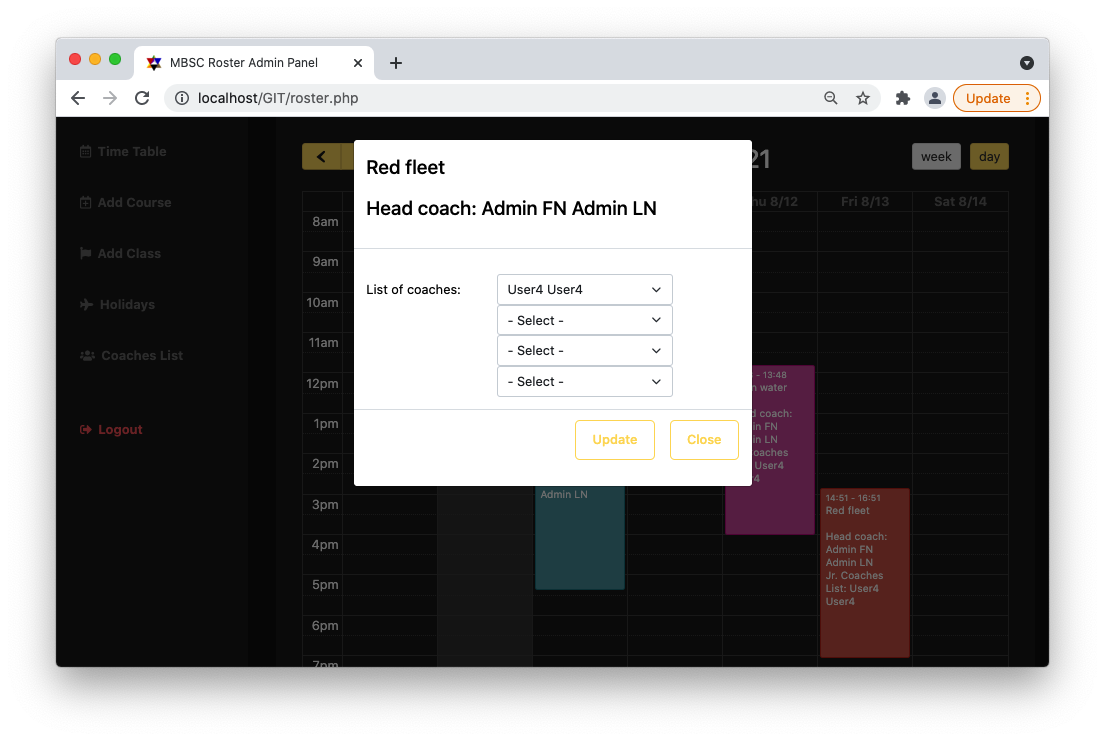 MBSC Roster Admin Panel
localhost/GIT/roster.php
Update
Time Table
Add Course
Add Class
Holidays
Coaches List
Logout
21
week
day
Red fleet
Head coach: Admin FN Admin LN
List of coaches:
User4 User4
- Select -
- Select -
- Select -
Update
Close
hu 8/12
Fri 8/13
Sat 8/14
8am
9am
10am
11am
12pm
1pm
2pm
3pm
4pm
5pm
6pm
7pm
Admin LN
- 13:48
water
coach:
FN
LN
User4
14:51 - 16:51
Red fleet
Head coach:
Admin FN
Admin LN
Jr. Coaches
List: User4
User4